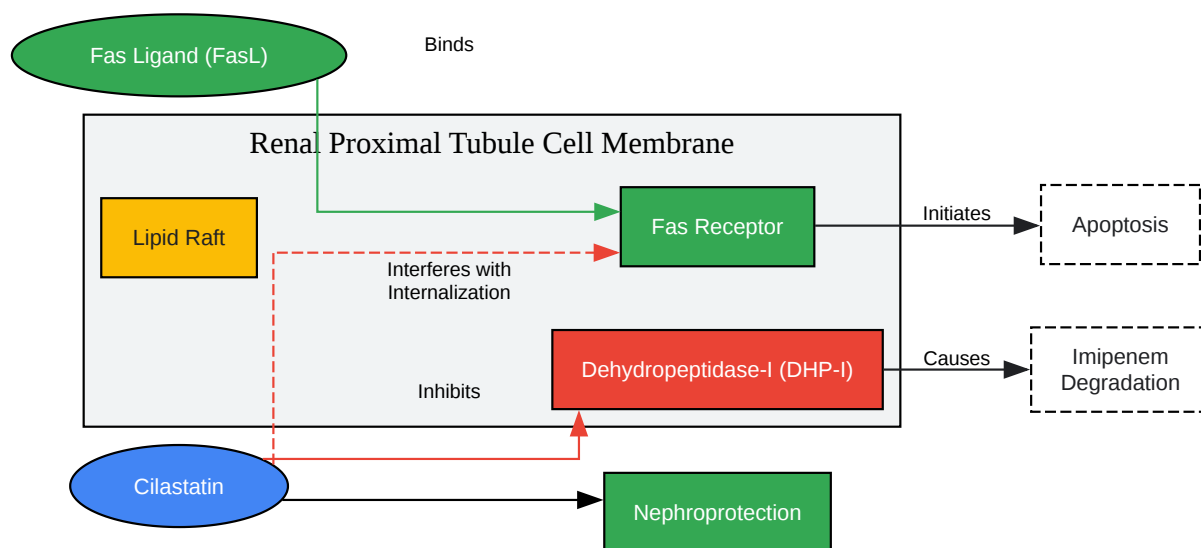 Fas Ligand (FasL)
Binds
Renal Proximal Tubule Cell Membrane
Lipid Raft
Fas Receptor
Initiates
Apoptosis
Interferes with
Internalization
Dehydropeptidase-I (DHP-I)
Causes
Imipenem
Degradation
Inhibits
Cilastatin
Nephroprotection